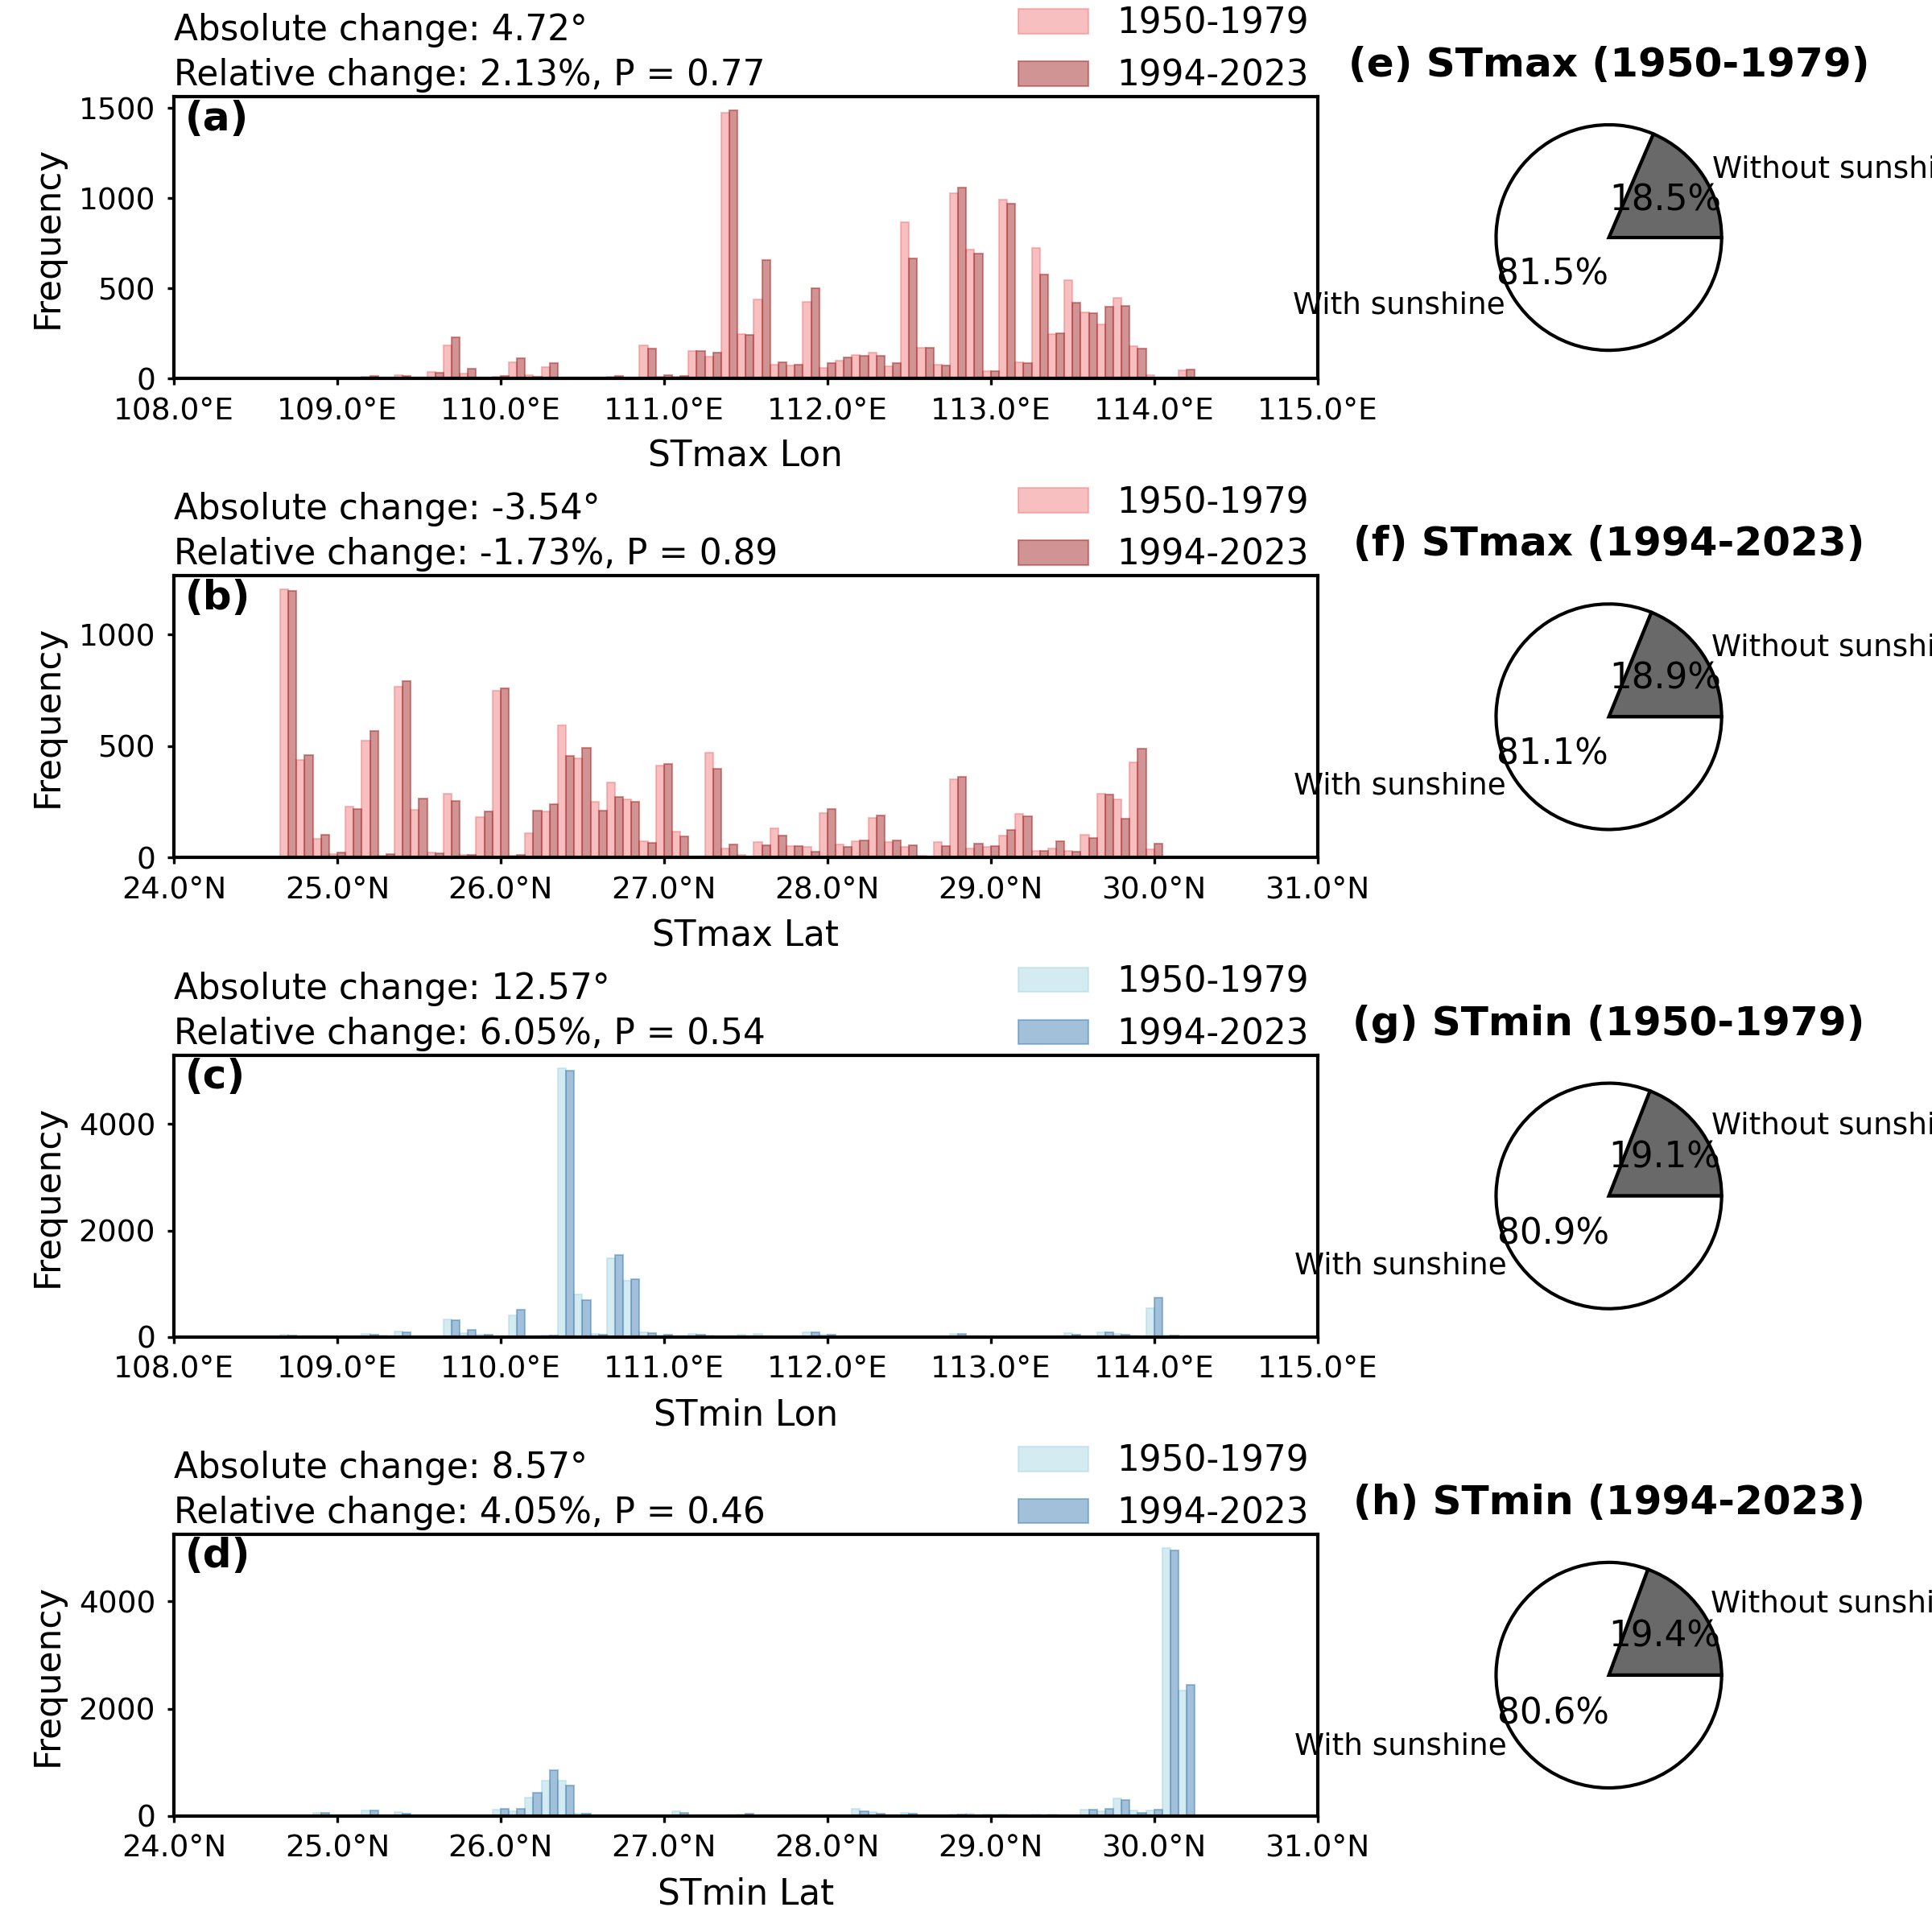 Absolute change: 4.72°
Relative change: 2.13%, P = 0.77
1950-1979
1994-2023
(a)
Frequency
1500
1000
500
0
108.0°E 109.0°E 110.0°E 111.0°E 112.0°E 113.0°E 114.0°E 115.0°E
STmax Lon
(e) STmax (1950-1979)
Without sunshi
18.5%
81.5%
With sunshine
Absolute change: -3.54°
Relative change: -1.73%, P = 0.89
1950-1979
1994-2023
(b)
Frequency
1000
500
0
24.0°N 25.0°N 26.0°N 27.0°N 28.0°N 29.0°N 30.0°N 31.0°N
STmax Lat
(f) STmax (1994-2023)
Without sunshi
18.9%
81.1%
With sunshine
Absolute change: 12.57°
Relative change: 6.05%, P = 0.54
1950-1979
1994-2023
(c)
Frequency
4000
2000
0
108.0°E 109.0°E 110.0°E 111.0°E 112.0°E 113.0°E 114.0°E 115.0°E
STmin Lon
(g) STmin (1950-1979)
Without sunshi
19.1%
80.9%
With sunshine
Absolute change: 8.57°
Relative change: 4.05%, P = 0.46
1950-1979
1994-2023
(d)
Frequency
4000
2000
0
24.0°N 25.0°N 26.0°N 27.0°N 28.0°N 29.0°N 30.0°N 31.0°N
STmin Lat
(h) STmin (1994-2023)
Without sunshi
19.4%
80.6%
With sunshine